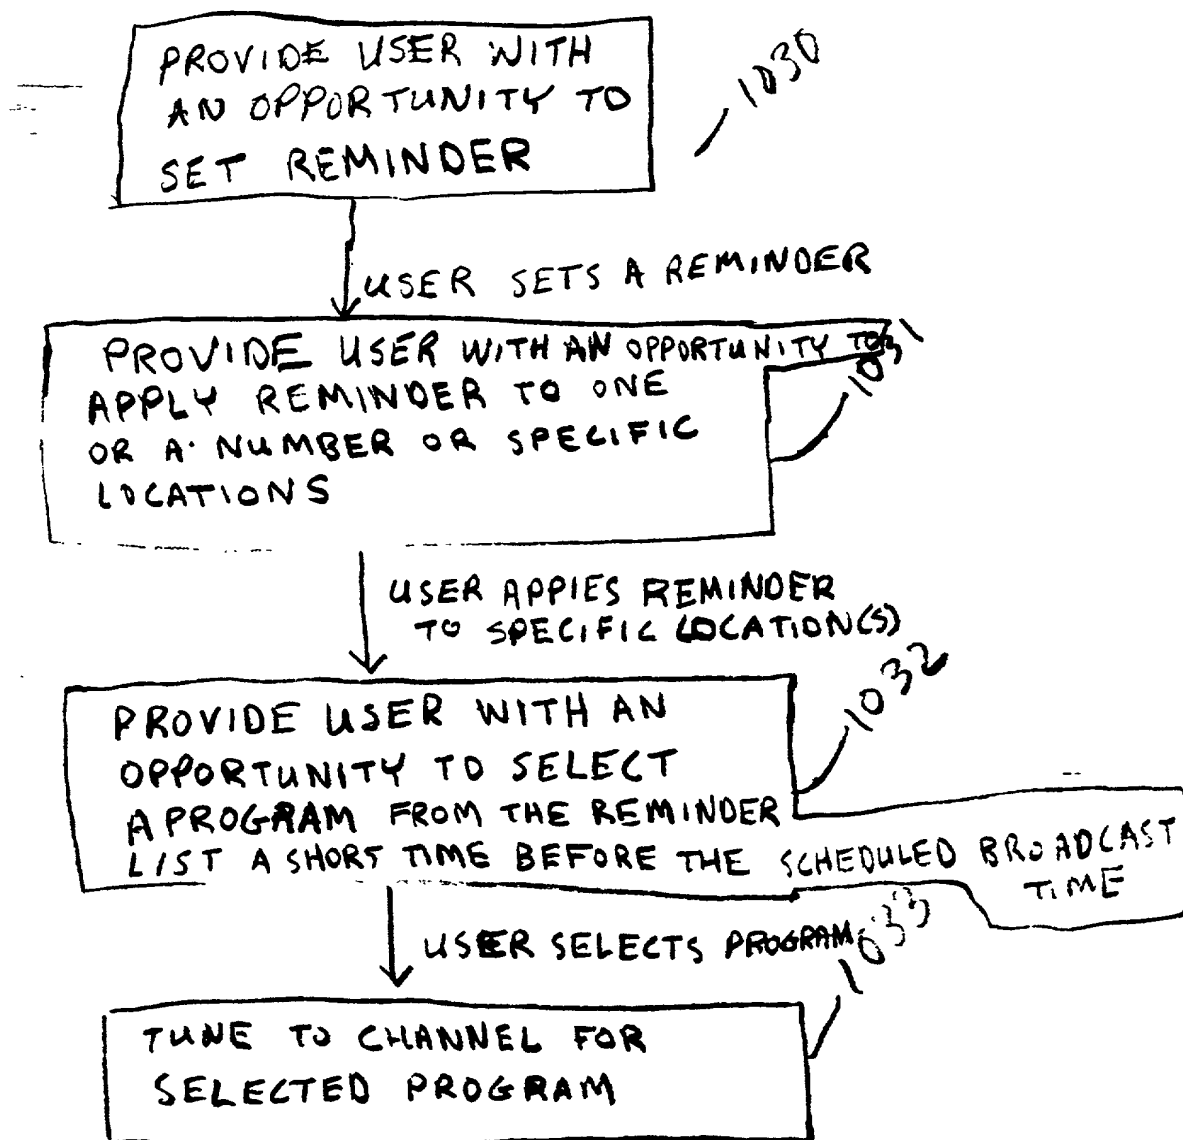 PROVIDE USER WITH
AN OPPORTUNITY TO
SET REMINDER
1030
USER SETS A REMINDER
PROVIDE USER WITH AN OPPORTUNITY TO
APPLY REMINDER TO ONE
OR A NUMBER OR SPECIFIC
LOCATIONS
1031
USER APPIES REMINDER
TO SPECIFIC LOCATION(S)
1032
PROVIDE USER WITH AN
OPPORTUNITY TO SELECT
A PROGRAM FROM THE REMINDER
LIST A SHORT TIME BEFORE THE SCHEDULED BROADCAST
TIME
USER SELECTS PROGRAM
1033
TUNE TO CHANNEL FOR
SELECTED PROGRAM